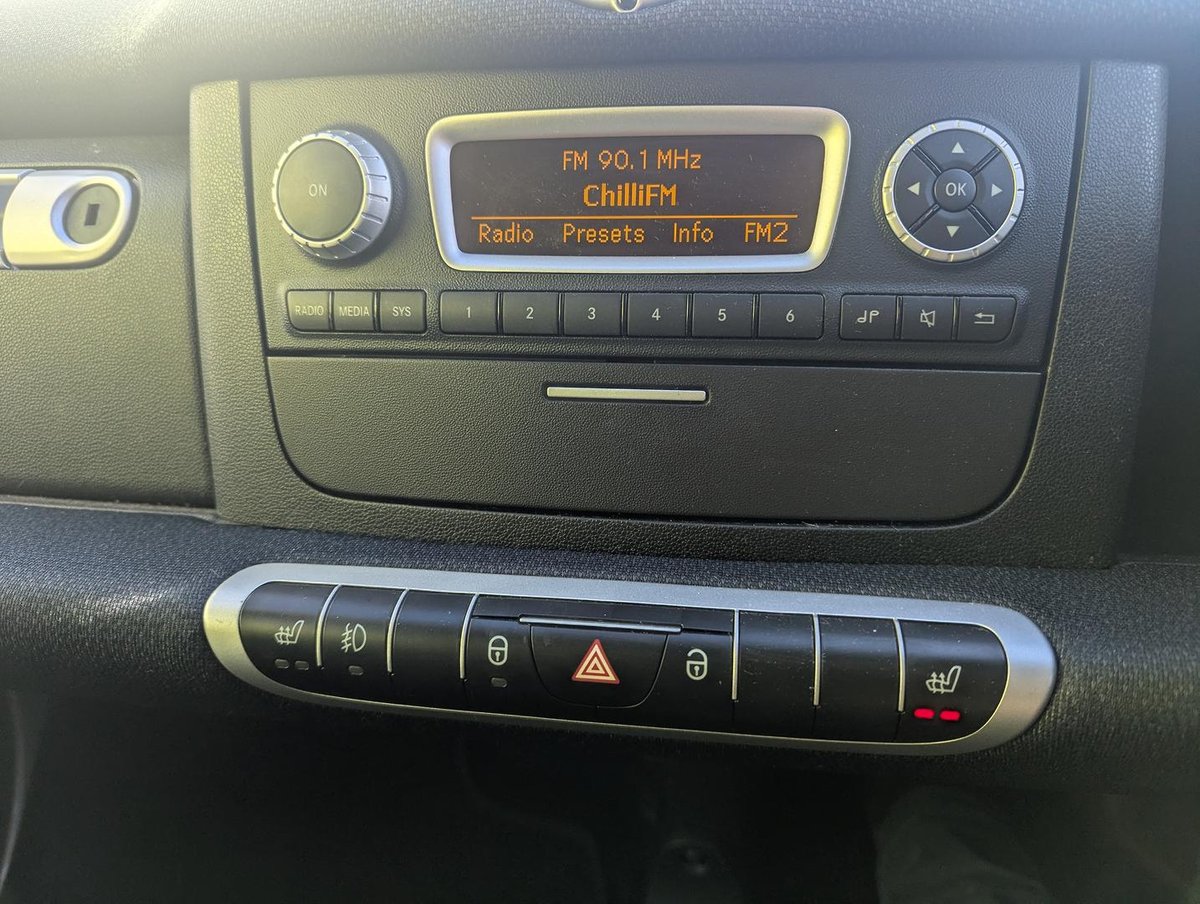 ON
FM 90.1 MHz
ChilliFM
Radio Presets Info FM2
OK
RADIO MEDIA SYS 1 2 3 4 5 6